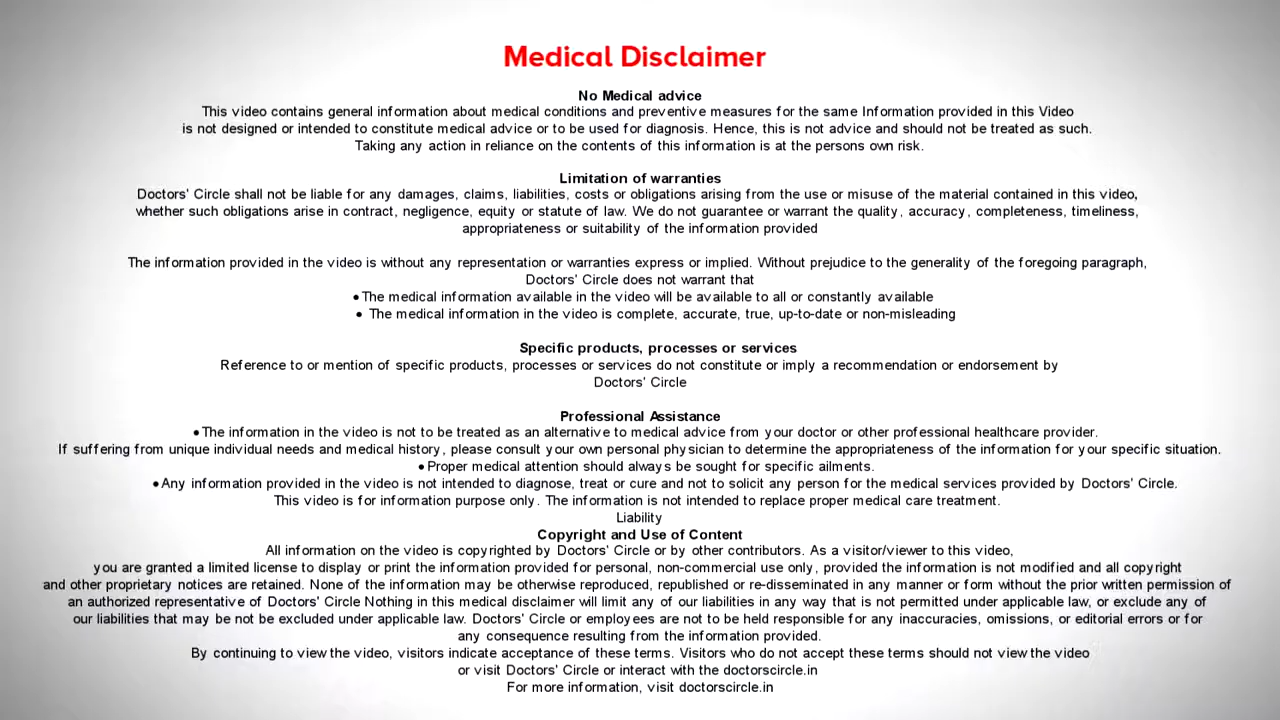 Medical Disclaimer
No Medical advice
This video contains general information about medical conditions and preventive measures for the same Information provided in this Video
is not designed or intended to constitute medical advice or to be used for diagnosis. Hence, this is not advice and should not be treated as such.
Taking any action in reliance on the contents of this information is at the persons own risk.
Limitation of warranties
Doctors' Circle shall not be liable for any damages, claims, liabilities, costs or obligations arising from the use or misuse of the material contained in this video,
whether such obligations arise in contract, negligence, equity or statute of law. We do not guarantee or warrant the quality, accuracy, completeness, timeliness,
appropriateness or suitability of the information provided
The information provided in the video is without any representation or warranties express or implied. Without prejudice to the generality of the foregoing paragraph,
Doctors' Circle does not warrant that
• The medical information available in the video will be available to all or constantly available
• The medical information in the video is complete, accurate, true, up-to-date or non-misleading
Specific products, processes or services
Reference to or mention of specific products, processes or services do not constitute or imply a recommendation or endorsement by
Doctors' Circle
Professional Assistance
• The information in the video is not to be treated as an alternative to medical advice from your doctor or other professional healthcare provider.
If suffering from unique individual needs and medical history, please consult your own personal physician to determine the appropriateness of the information for your specific situation.
• Proper medical attention should always be sought for specific ailments.
• Any information provided in the video is not intended to diagnose, treat or cure and not to solicit any person for the medical services provided by Doctors' Circle.
This video is for information purpose only. The information is not intended to replace proper medical care treatment.
Liability
Copyright and Use of Content
All information on the video is copyrighted by Doctors' Circle or by other contributors. As a visitor/viewer to this video,
you are granted a limited license to display or print the information provided for personal, non-commercial use only, provided the information is not modified and all copyright
and other proprietary notices are retained. None of the information may be otherwise reproduced, republished or re-disseminated in any manner or form without the prior written permission of
an authorized representative of Doctors' Circle Nothing in this medical disclaimer will limit any of our liabilities in any way that is not permitted under applicable law, or exclude any of
our liabilities that may be not be excluded under applicable law. Doctors' Circle or employees are not to be held responsible for any inaccuracies, omissions, or editorial errors or for
any consequence resulting from the information provided.
By continuing to view the video, visitors indicate acceptance of these terms. Visitors who do not accept these terms should not view the video
or visit Doctors' Circle or interact with the doctorscircle.in
For more information, visit doctorscircle.in